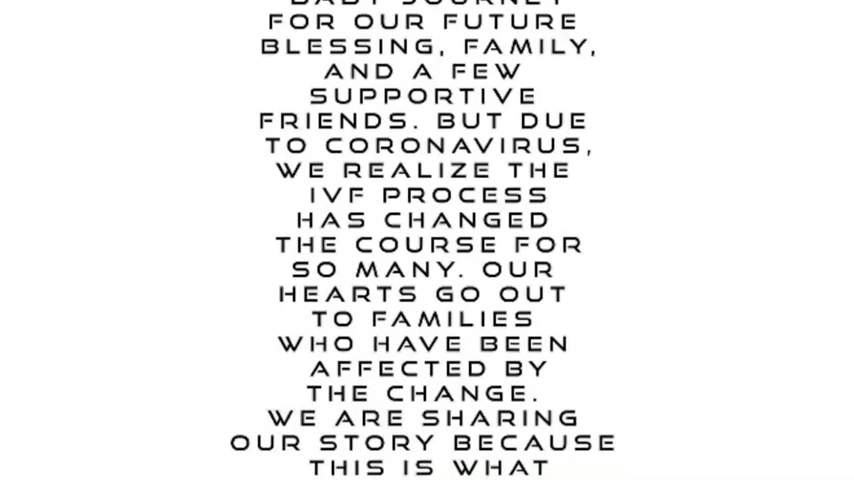 BABY JOURNEY
FOR OUR FUTURE
BLESSING, FAMILY,
AND A FEW
SUPPORTIVE
FRIENDS. BUT DUE
TO CORONAVIRUS,
WE REALIZE THE
IVF PROCESS
HAS CHANGED
THE COURSE FOR
SO MANY. OUR
HEARTS GO OUT
TO FAMILIES
WHO HAVE BEEN
AFFECTED BY
THE CHANGE.
WE ARE SHARING
OUR STORY BECAUSE
THIS IS WHAT